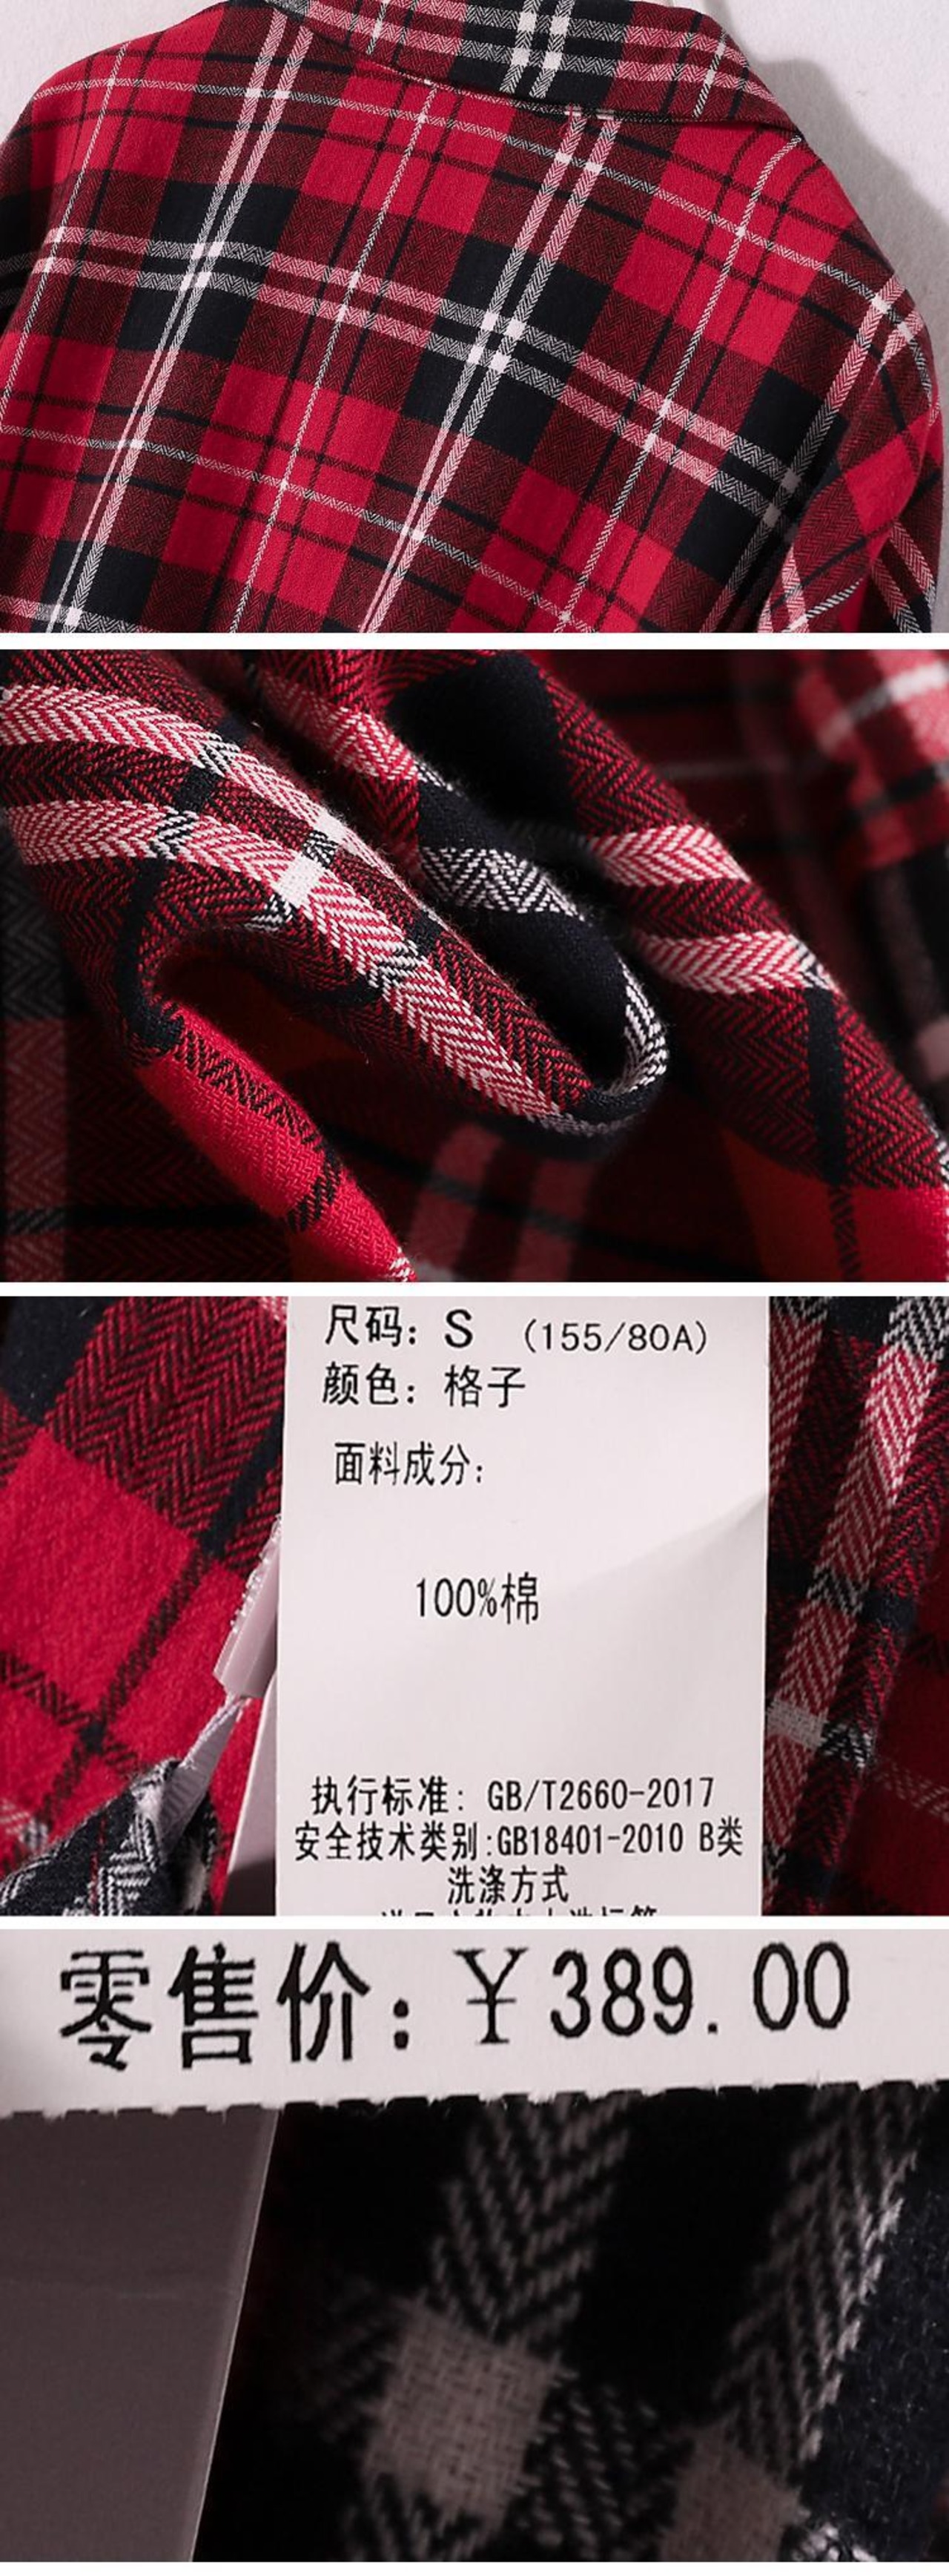 尺码: S (155/80A)
颜色: 格子
面料成分:
100%棉
执行标准: GB/T2660-2017
安全技术类别:GB18401-2010 B类
洗涤方式
零售价: ¥389.00